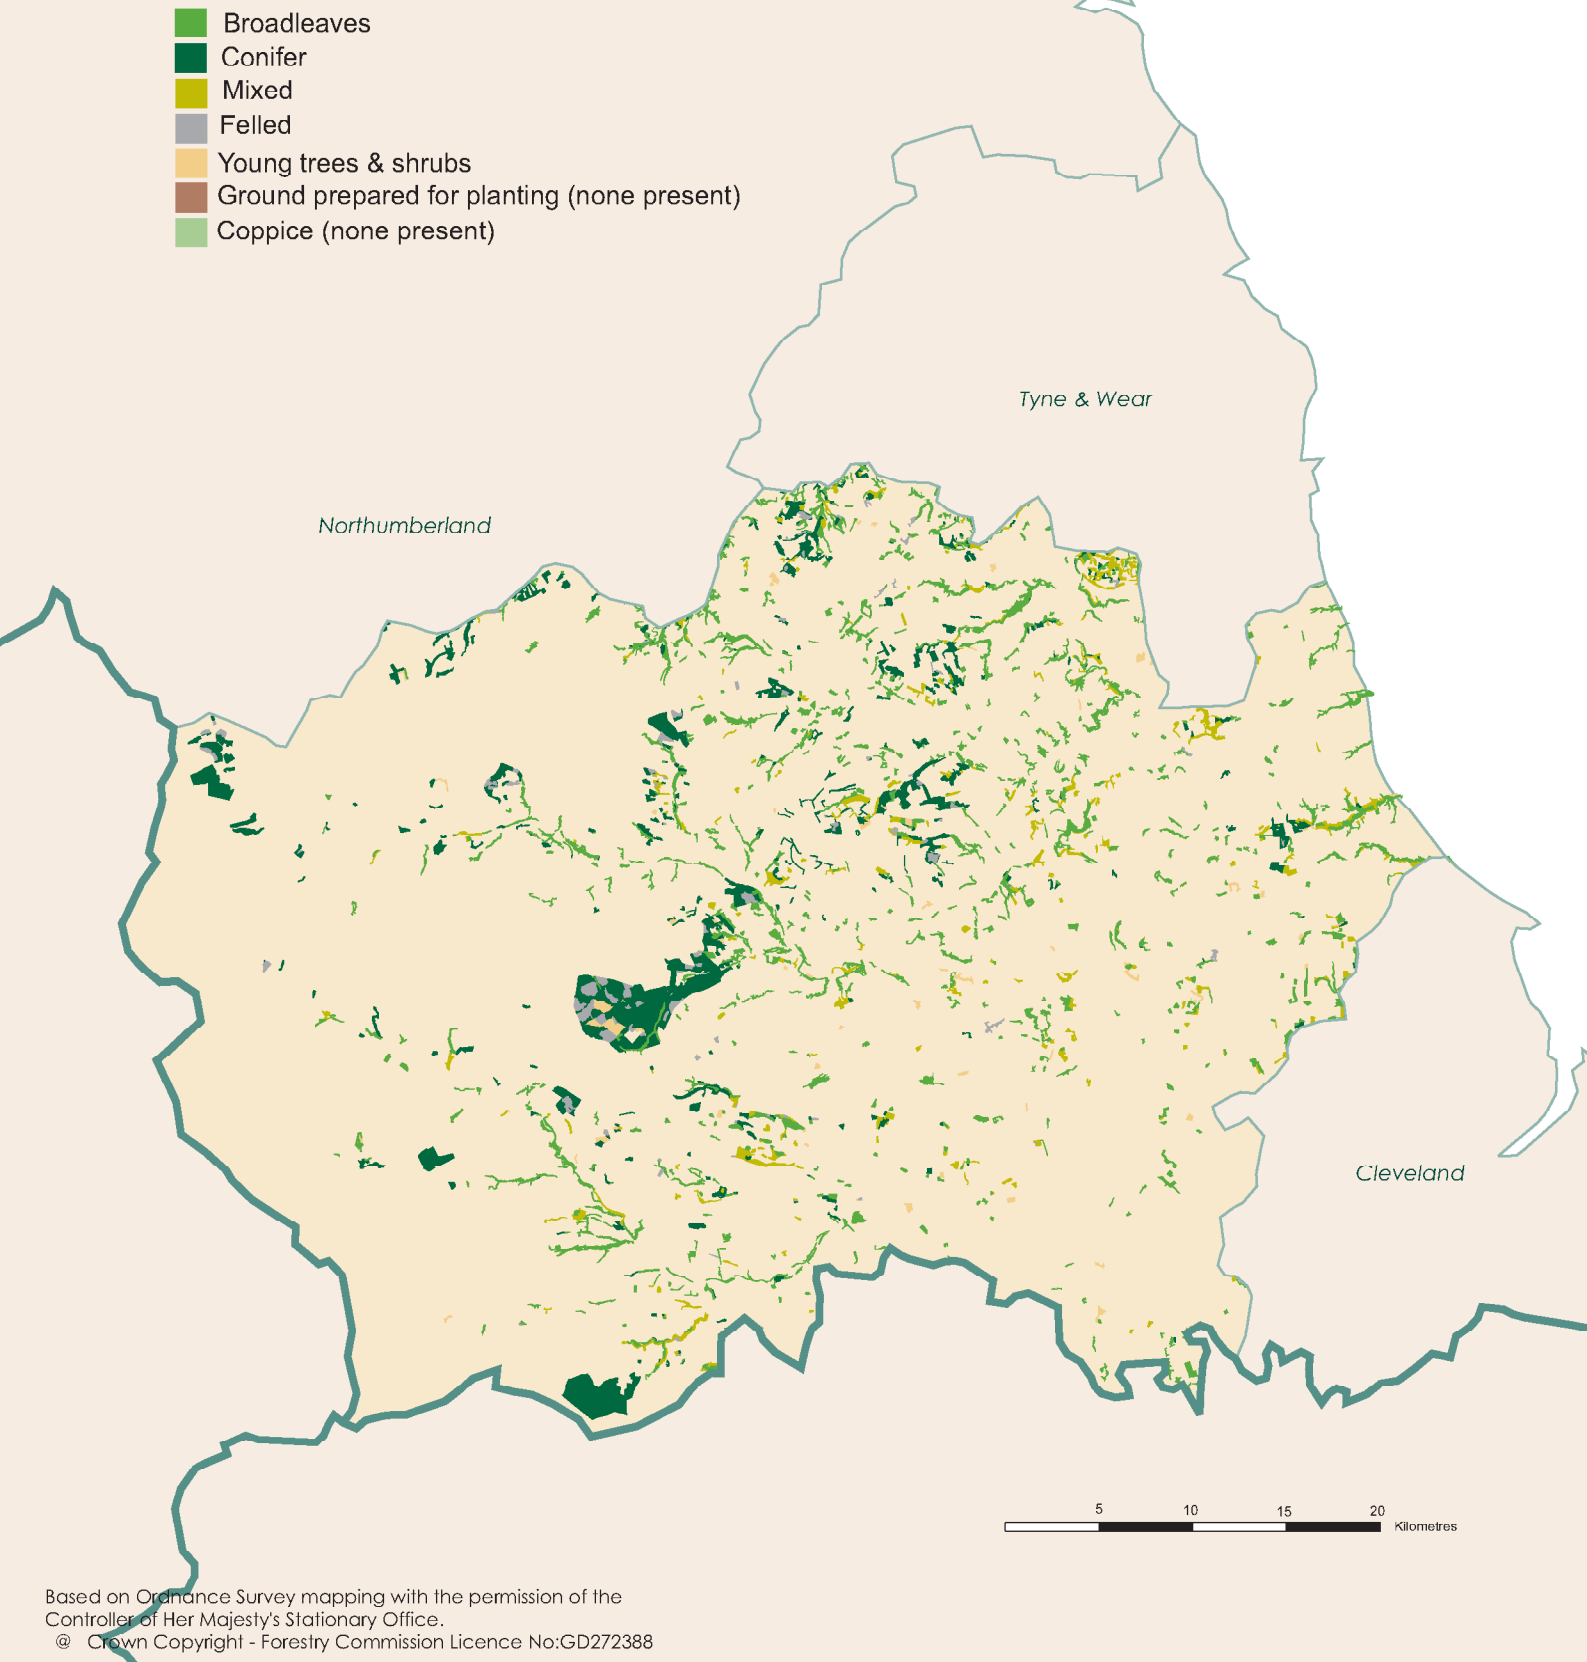 Broadleaves
Conifer
Mixed
Felled
Young trees & shrubs
Ground prepared for planting (none present)
Coppice (none present)
Tyne & Wear
Northumberland
Cleveland
5 10 15 20
Kilometres
Based on Ordnance Survey mapping with the permission of the
Controller of Her Majesty's Stationary Office.
@ Crown Copyright - Forestry Commission Licence No:GD272388